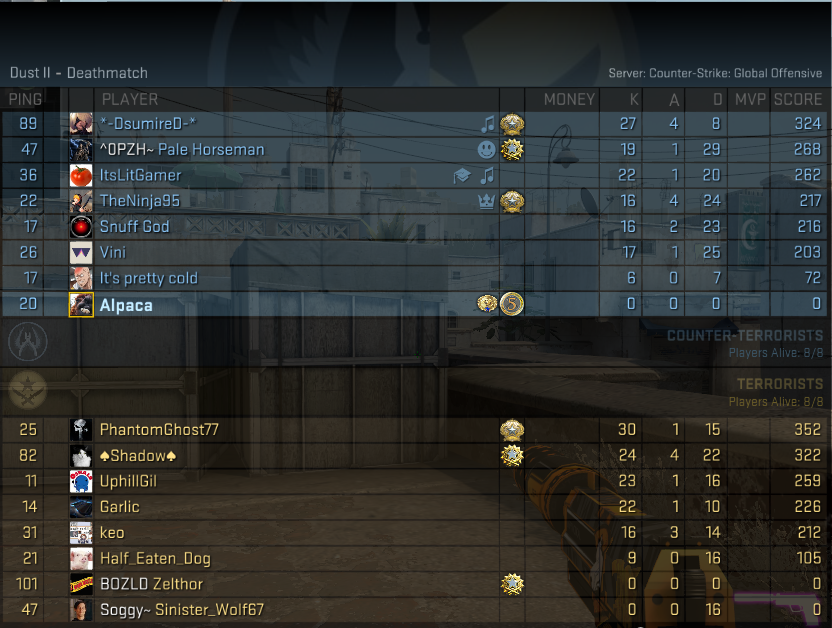 Dust II - Deathmatch Server: Counter-Strike: Global Offensive
PING PLAYER MONEY K A D MVP SCORE
89 *-DsumireD-* 27 4 8 324
47 ^OPZH~ Pale Horseman 19 1 29 268
36 ItsLitGamer 22 1 20 262
22 TheNinja95 16 4 24 217
17 Snuff God 16 2 23 216
26 Vini 17 1 25 203
17 It's pretty cold 6 0 7 72
20 Alpaca 5 0 0 0 0
COUNTER-TERRORISTS
Players Alive: 8/8
TERRORISTS
Players Alive: 8/8
25 PhantomGhost77 30 1 15 352
82 ♠Shadow♠ 24 4 22 322
11 UphillGil 23 1 16 259
14 Garlic 22 1 10 226
31 keo 16 3 14 212
21 Half_Eaten_Dog 9 0 16 105
101 BOZLD Zelthor 0 0 0 0
47 Soggy~ Sinister_Wolf67 0 0 16 0